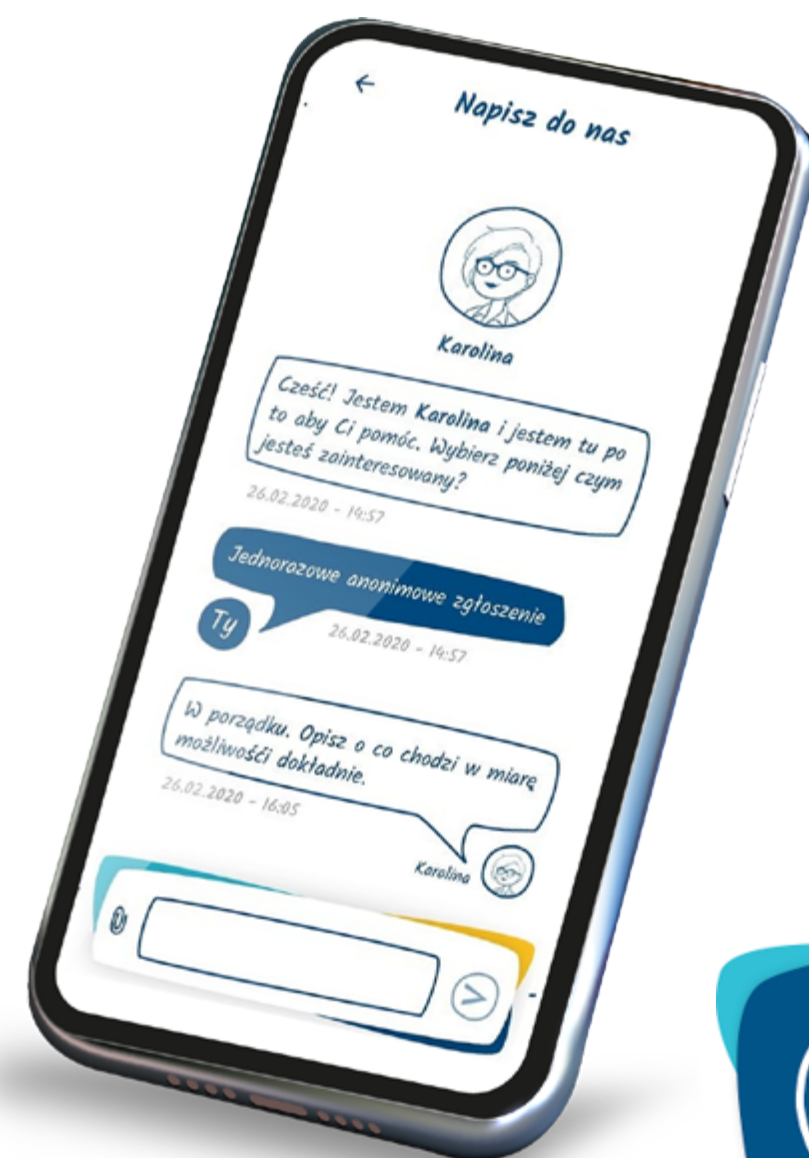 Napisz do nas
Karolina
Cześć! Jestem Karolina i jestem tu po
to aby Ci pomóc. Wybierz poniżej czym
jesteś zainteresowany?
26.02.2020 - 14:57
Jednorazowe anonimowe zgłoszenie
Ty
26.02.2020 - 14:57
W porządku. Opisz o co chodzi w miarę
możliwośći dokładnie.
26.02.2020 - 16:05
Karolina